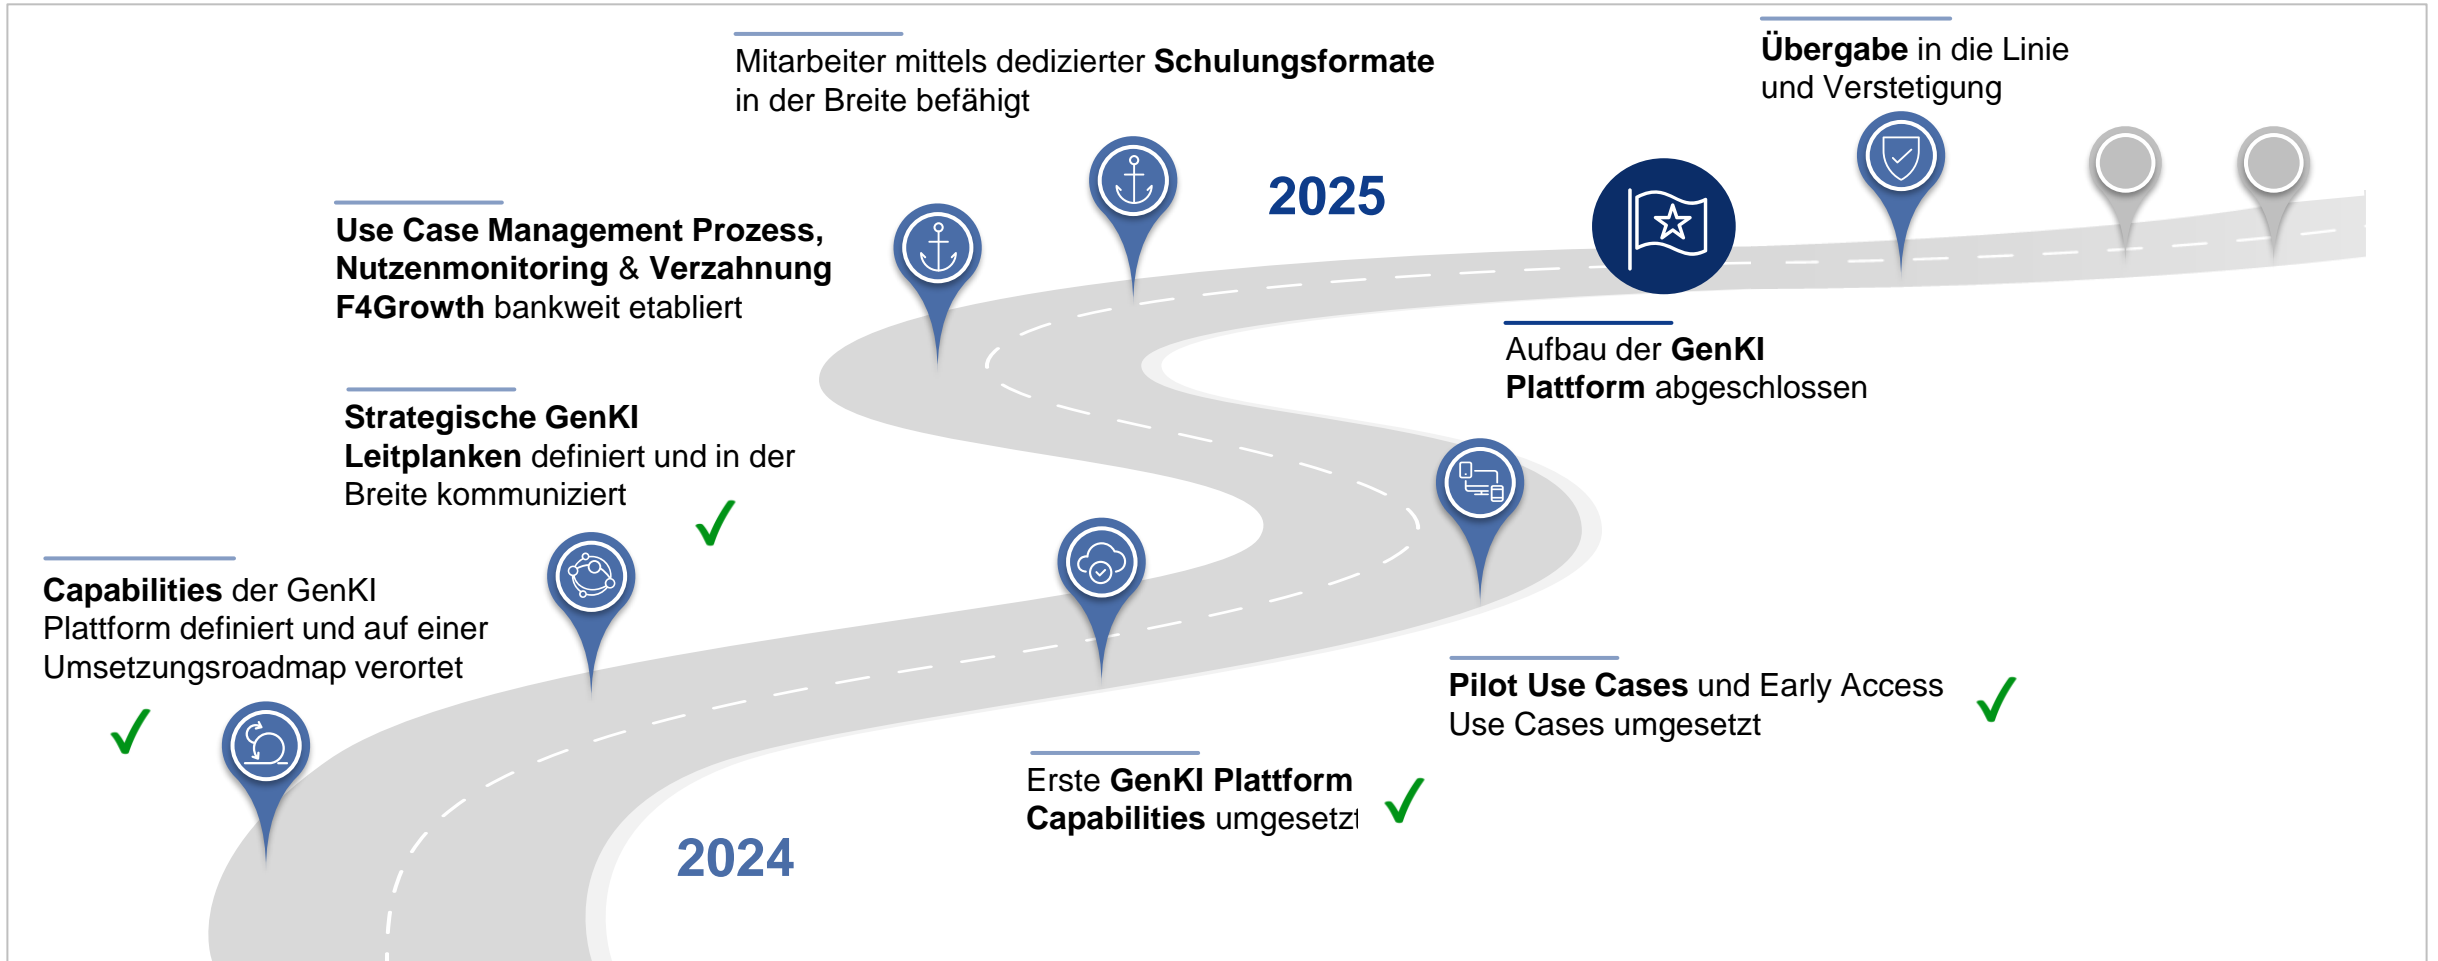 Mitarbeiter mittels dedizierter Schulungsformate
in der Breite befähigt
Übergabe in die Linie
und Verstetigung
2025
Use Case Management Prozess,
Nutzenmonitoring & Verzahnung
F4Growth bankweit etabliert
Aufbau der GenKI
Plattform abgeschlossen
Strategische GenKI
Leitplanken definiert und in der
Breite kommuniziert
Capabilities der GenKI
Plattform definiert und auf einer
Umsetzungsroadmap verortet
Pilot Use Cases und Early Access
Use Cases umgesetzt
Erste GenKI Plattform
Capabilities umgesetzt
2024